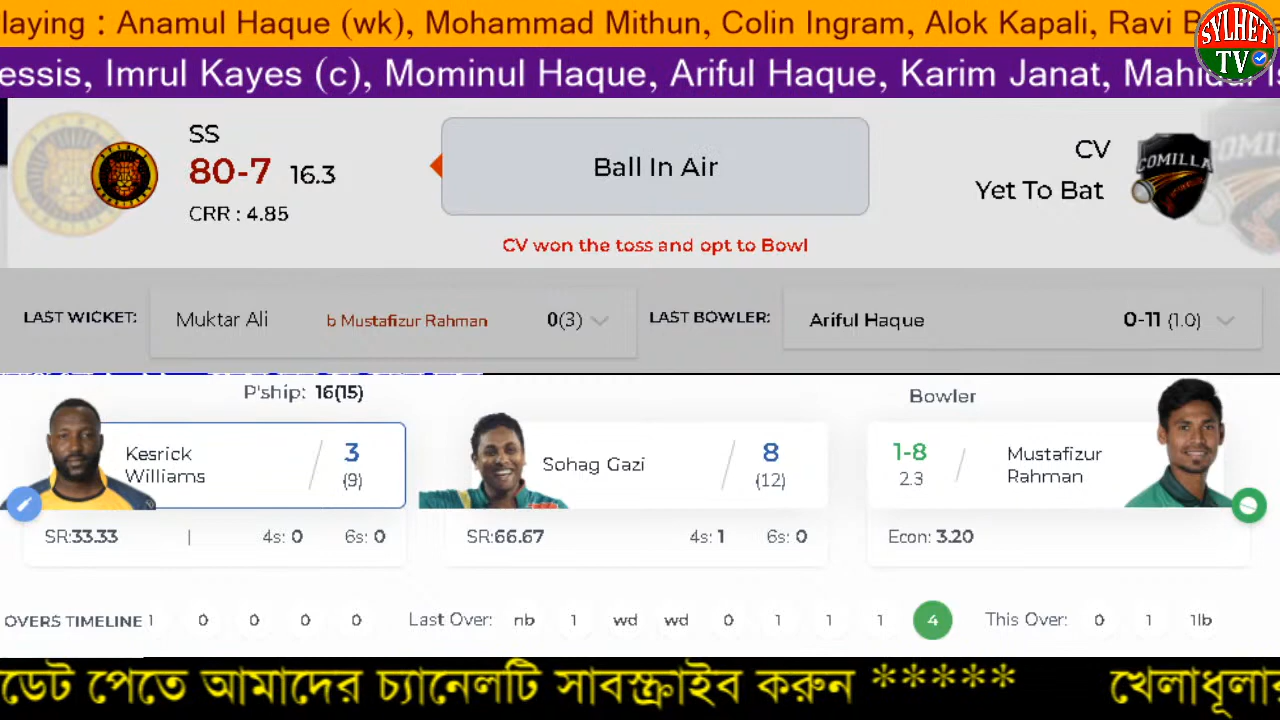 laying : Anamul Haque (wk), Mohammad Mithun, Colin Ingram, Alok Kapali, Ravi B
SYLHET TV
essis, Imrul Kayes (c), Mominul Haque, Ariful Haque, Karim Janat, Mahid
SS
80-7 16.3
CRR : 4.85
Ball In Air
CV won the toss and opt to Bowl
CV
Yet To Bat
COMILLA
LAST WICKET: Muktar Ali b Mustafizur Rahman 0(3) LAST BOWLER: Ariful Haque 0-11 (1.0)
P'ship: 16(15)
Bowler
Kesrick Williams 3 (9)
Sohag Gazi 8 (12)
1-8 2.3 Mustafizur Rahman
SR:33.33 | 4s: 0 6s: 0
SR:66.67 4s: 1 6s: 0
Econ: 3.20
OVERS TIMELINE 1 0 0 0 0 Last Over: nb 1 wd wd 0 1 1 1 4 This Over: 0 1 1lb
ডেট পেতে আমাদের চ্যানেলটি সাবস্ক্রাইব করুন ***** খেলাধূলার